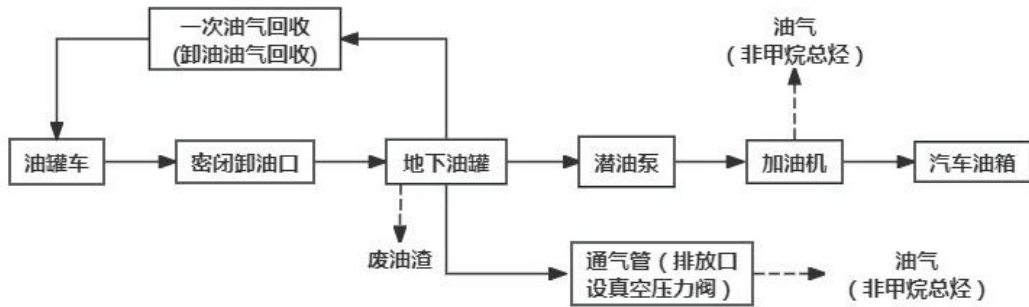 一次油气回收
(卸油油气回收)
油气
（非甲烷总烃）
油罐车
密闭卸油口
地下油罐
潜油泵
加油机
汽车油箱
废油渣
通气管（排放口
设真空压力阀）
油气
（非甲烷总烃）